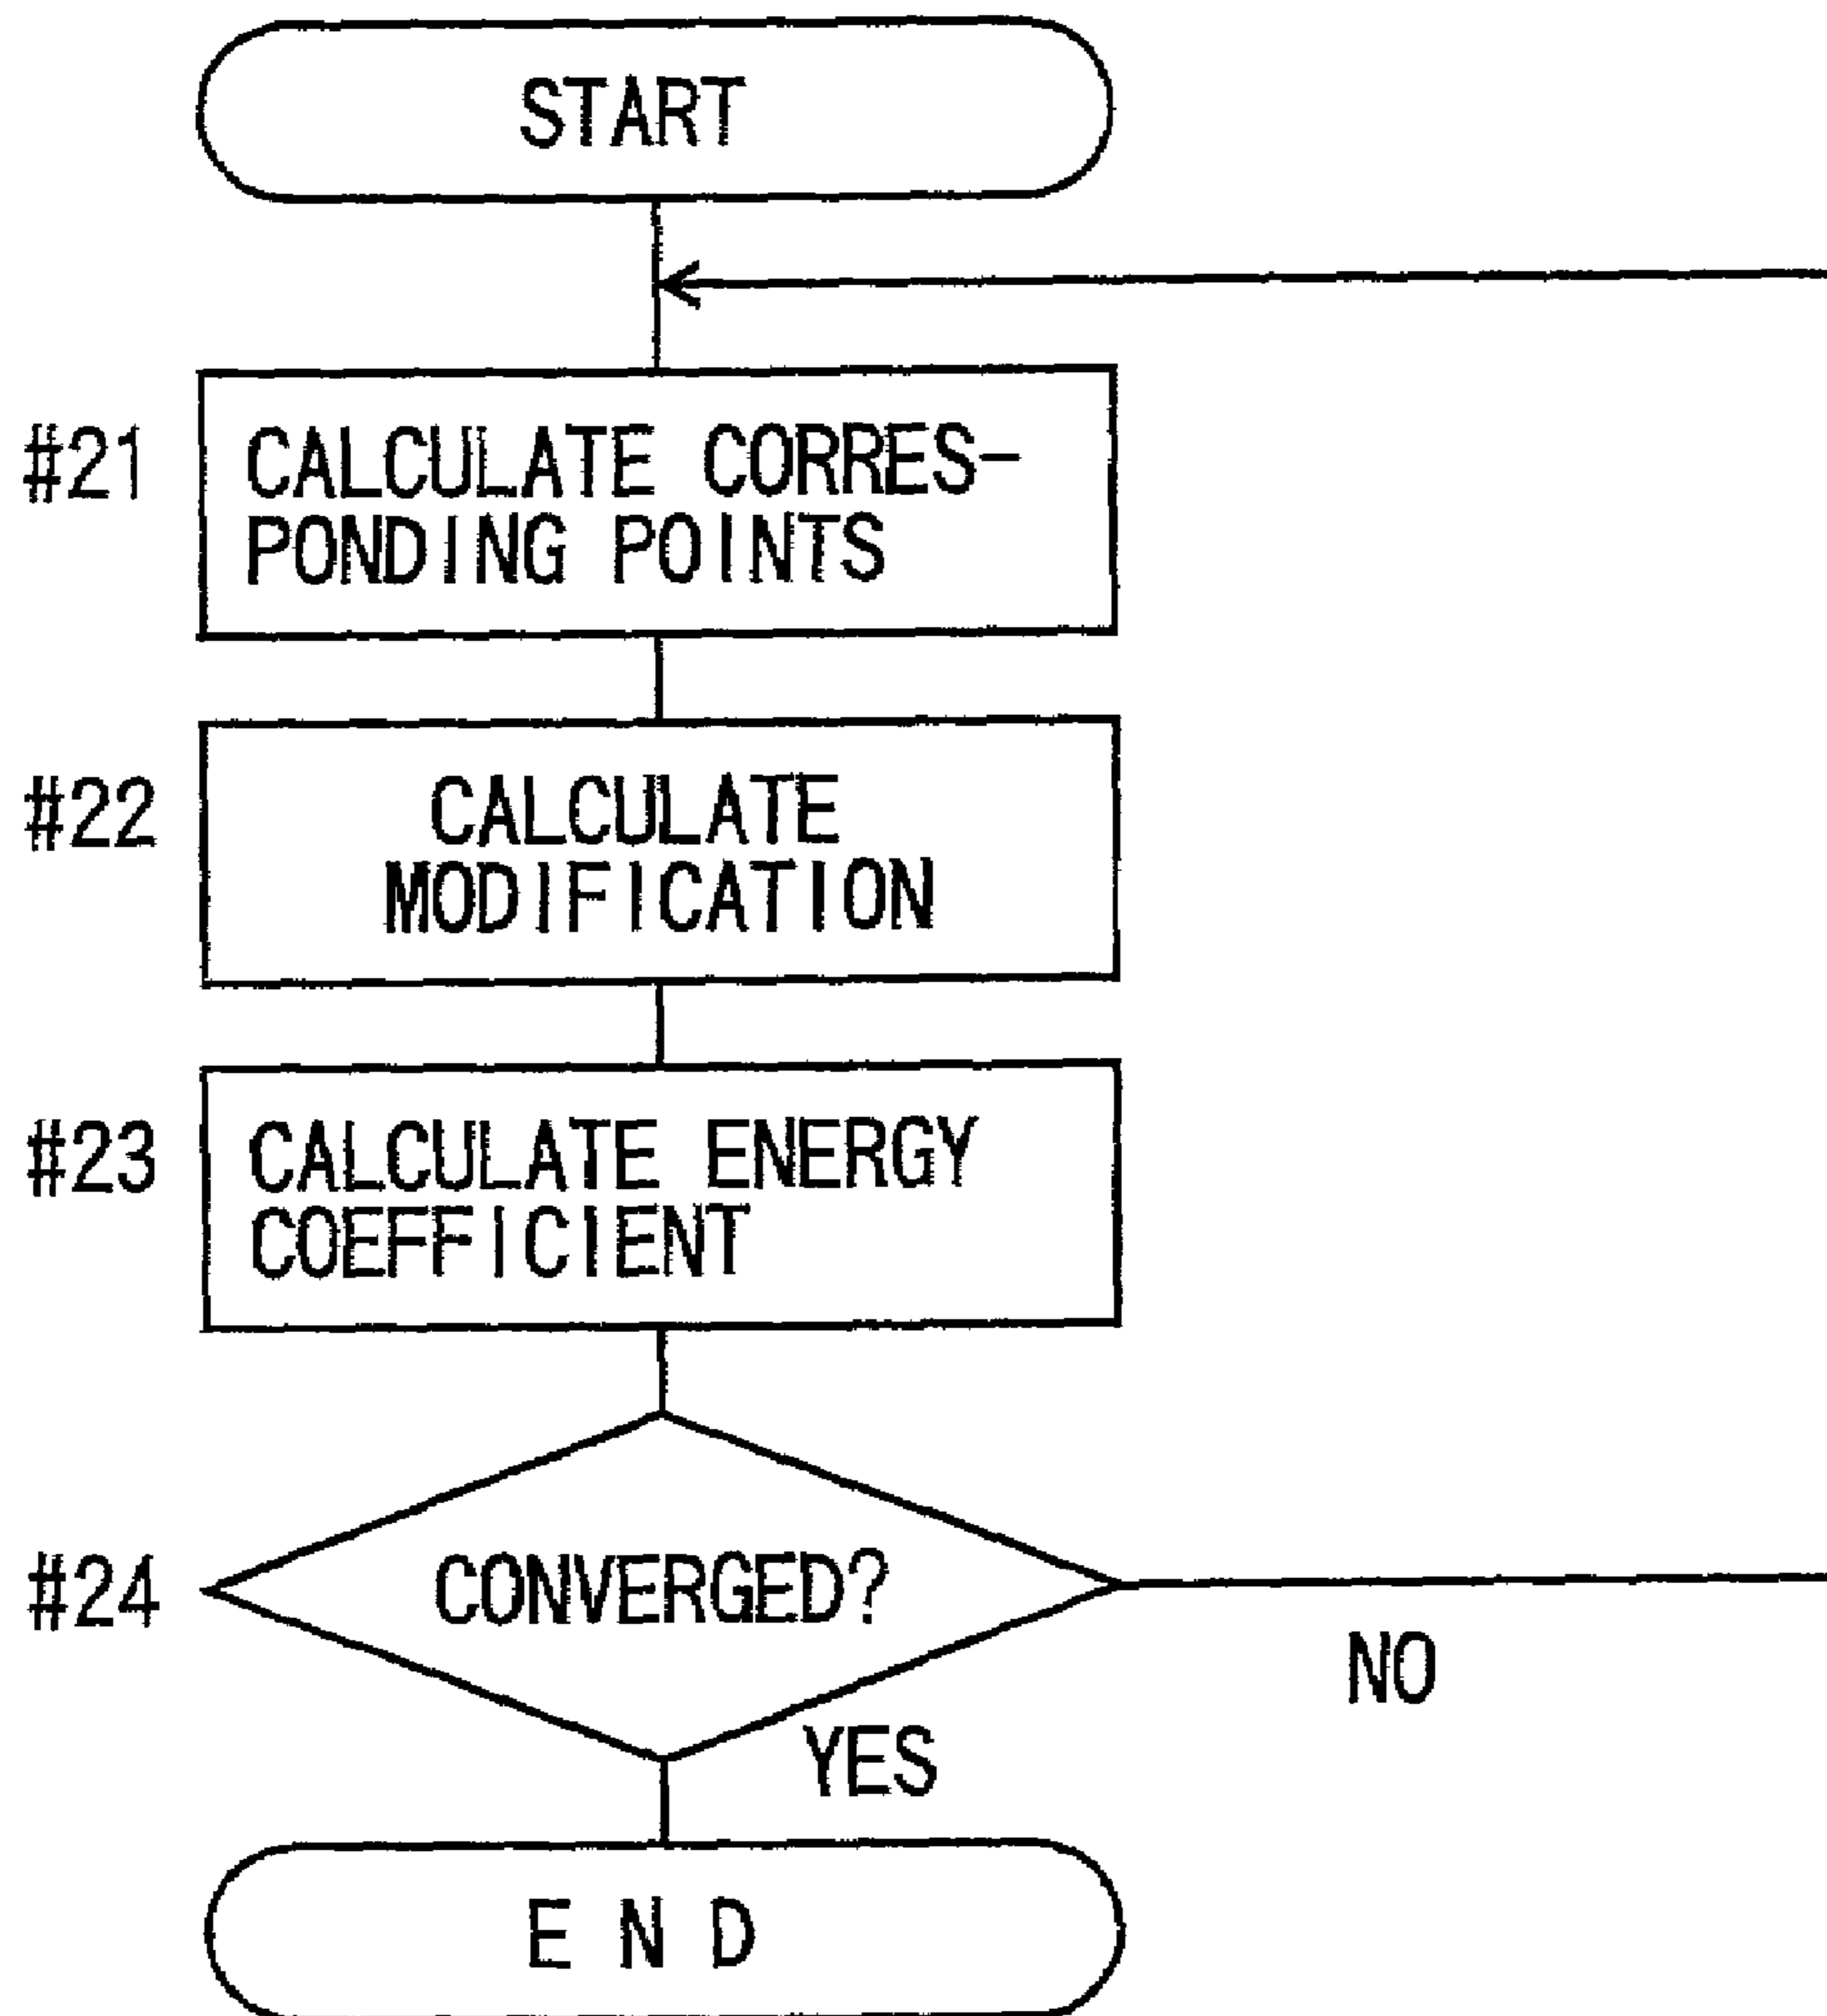 START
#21
CALCULATE CORRES-
PONDING POINTS
#22
CALCULATE
MODIFICATION
#23
CALCULATE ENERGY
COEFFICIENT
#24
CONVERGED?
NO
YES
E N D